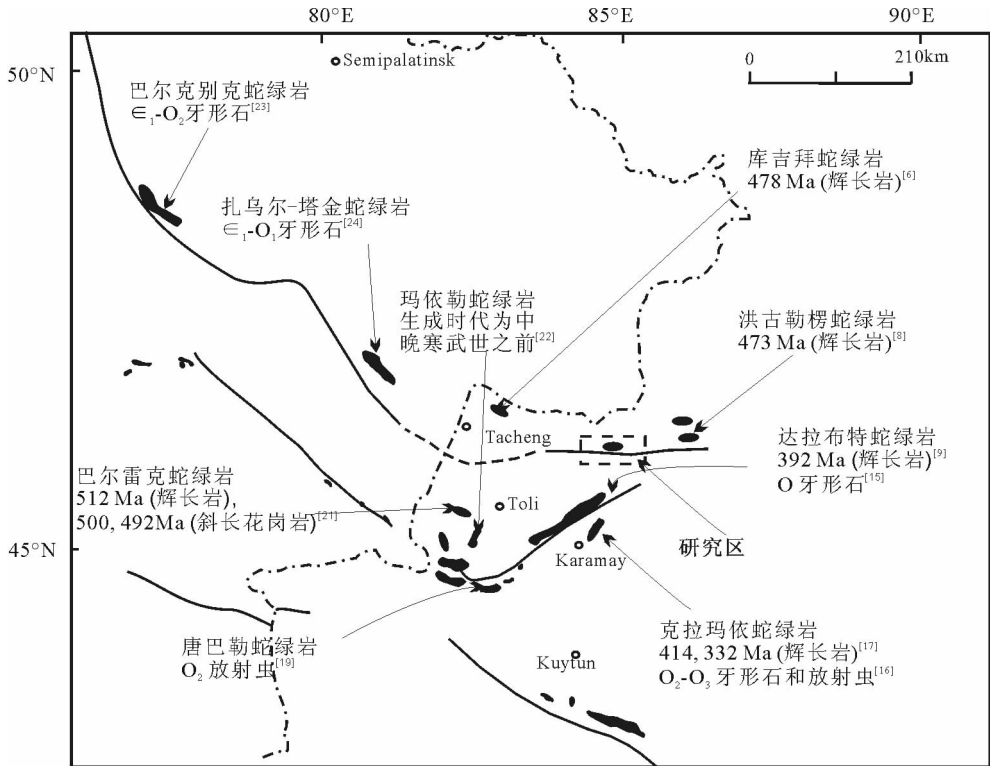 80°E
85°E
90°E
50°N
45°N
0
210km
Semipalatinsk
巴尔克别克蛇绿岩
∈₁-O₂牙形石[23]
库吉拜蛇绿岩
478 Ma (辉长岩)[6]
扎乌尔-塔金蛇绿岩
∈₁-O₁牙形石[24]
玛依勒蛇绿岩
生成时代为中
晚寒武世之前[22]
洪古勒楞蛇绿岩
473 Ma (辉长岩)[8]
Tacheng
达拉布特蛇绿岩
392 Ma (辉长岩)[9]
O 牙形石[15]
巴尔雷克蛇绿岩
512 Ma (辉长岩),
500, 492Ma (斜长花岗岩)[21]
Toli
研究区
Karamay
唐巴勒蛇绿岩
O₂ 放射虫[19]
克拉玛依蛇绿岩
414, 332 Ma (辉长岩)[17]
O₂-O₃ 牙形石和放射虫[16]
Kuytun